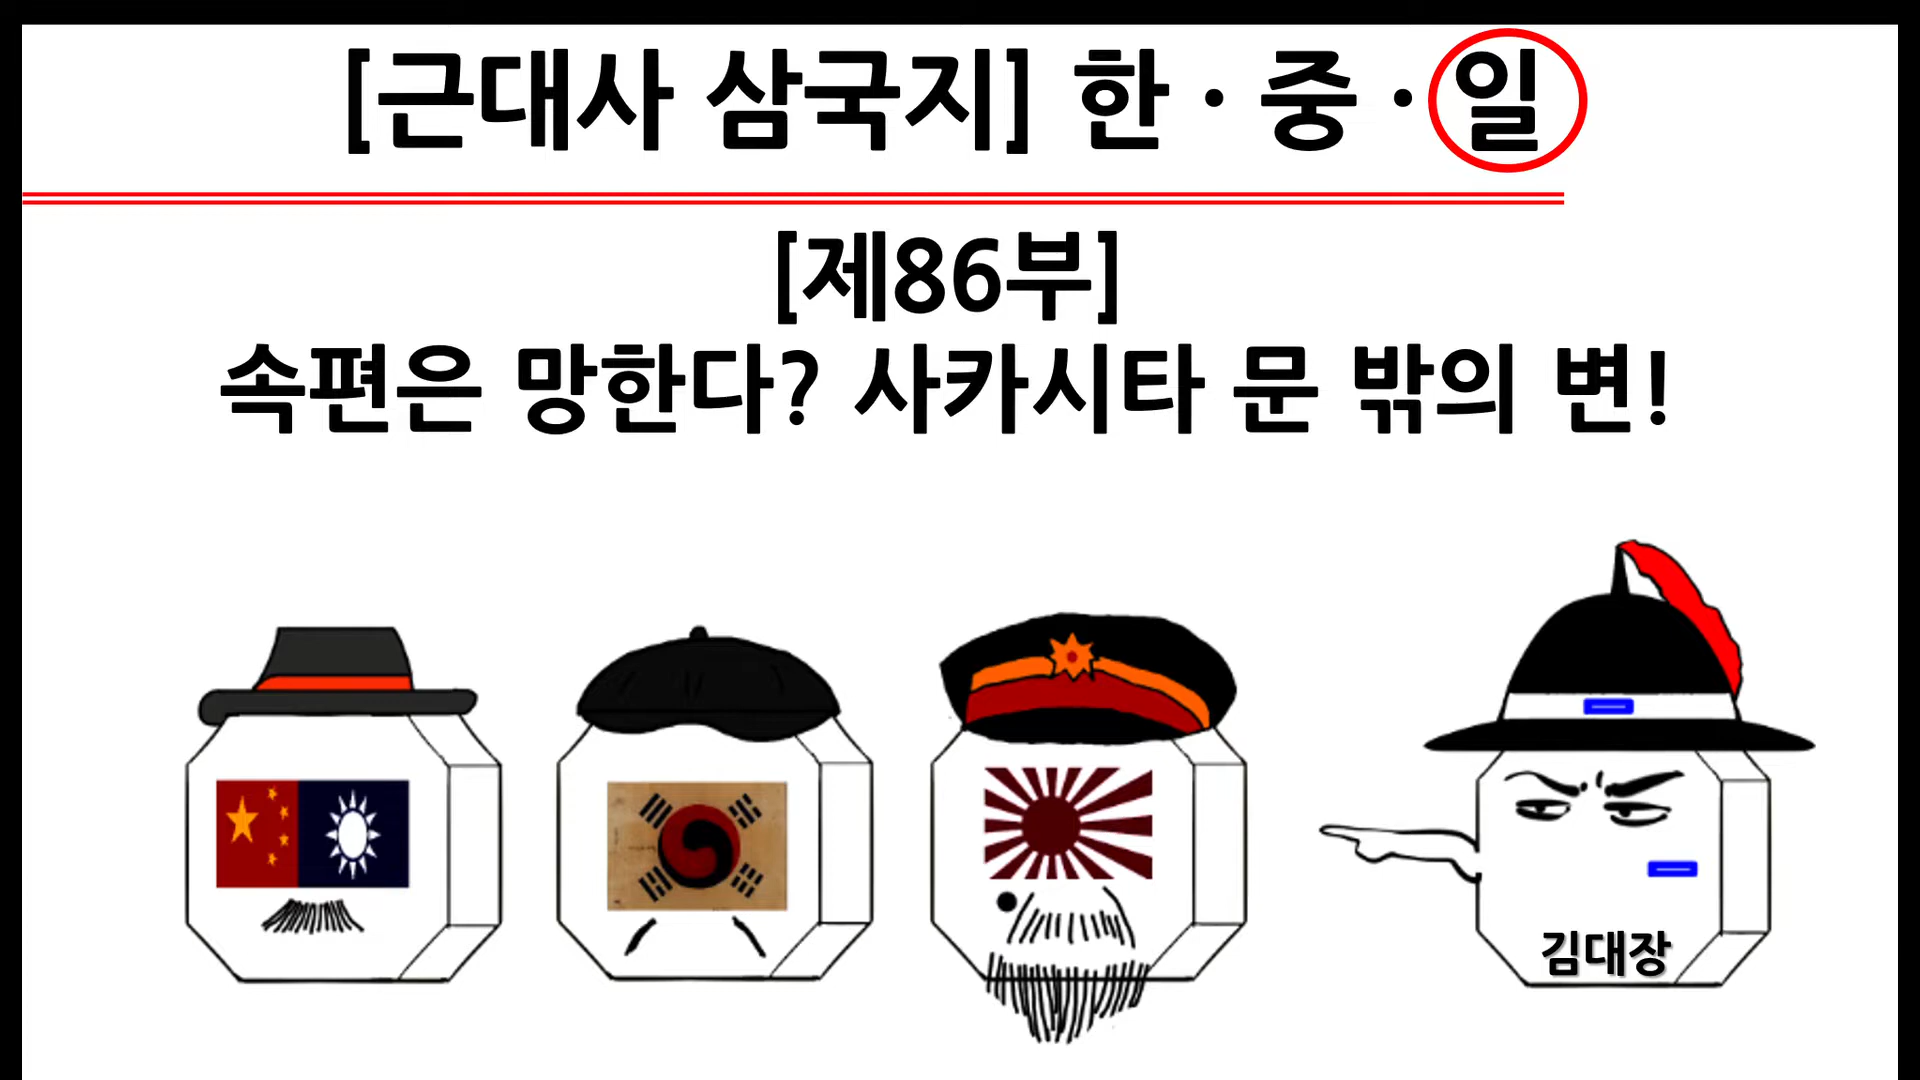 [근대사 삼국지] 한 · 중 · 일
[제86부]
속편은 망한다? 사카시타 문 밖의 변!
김대장